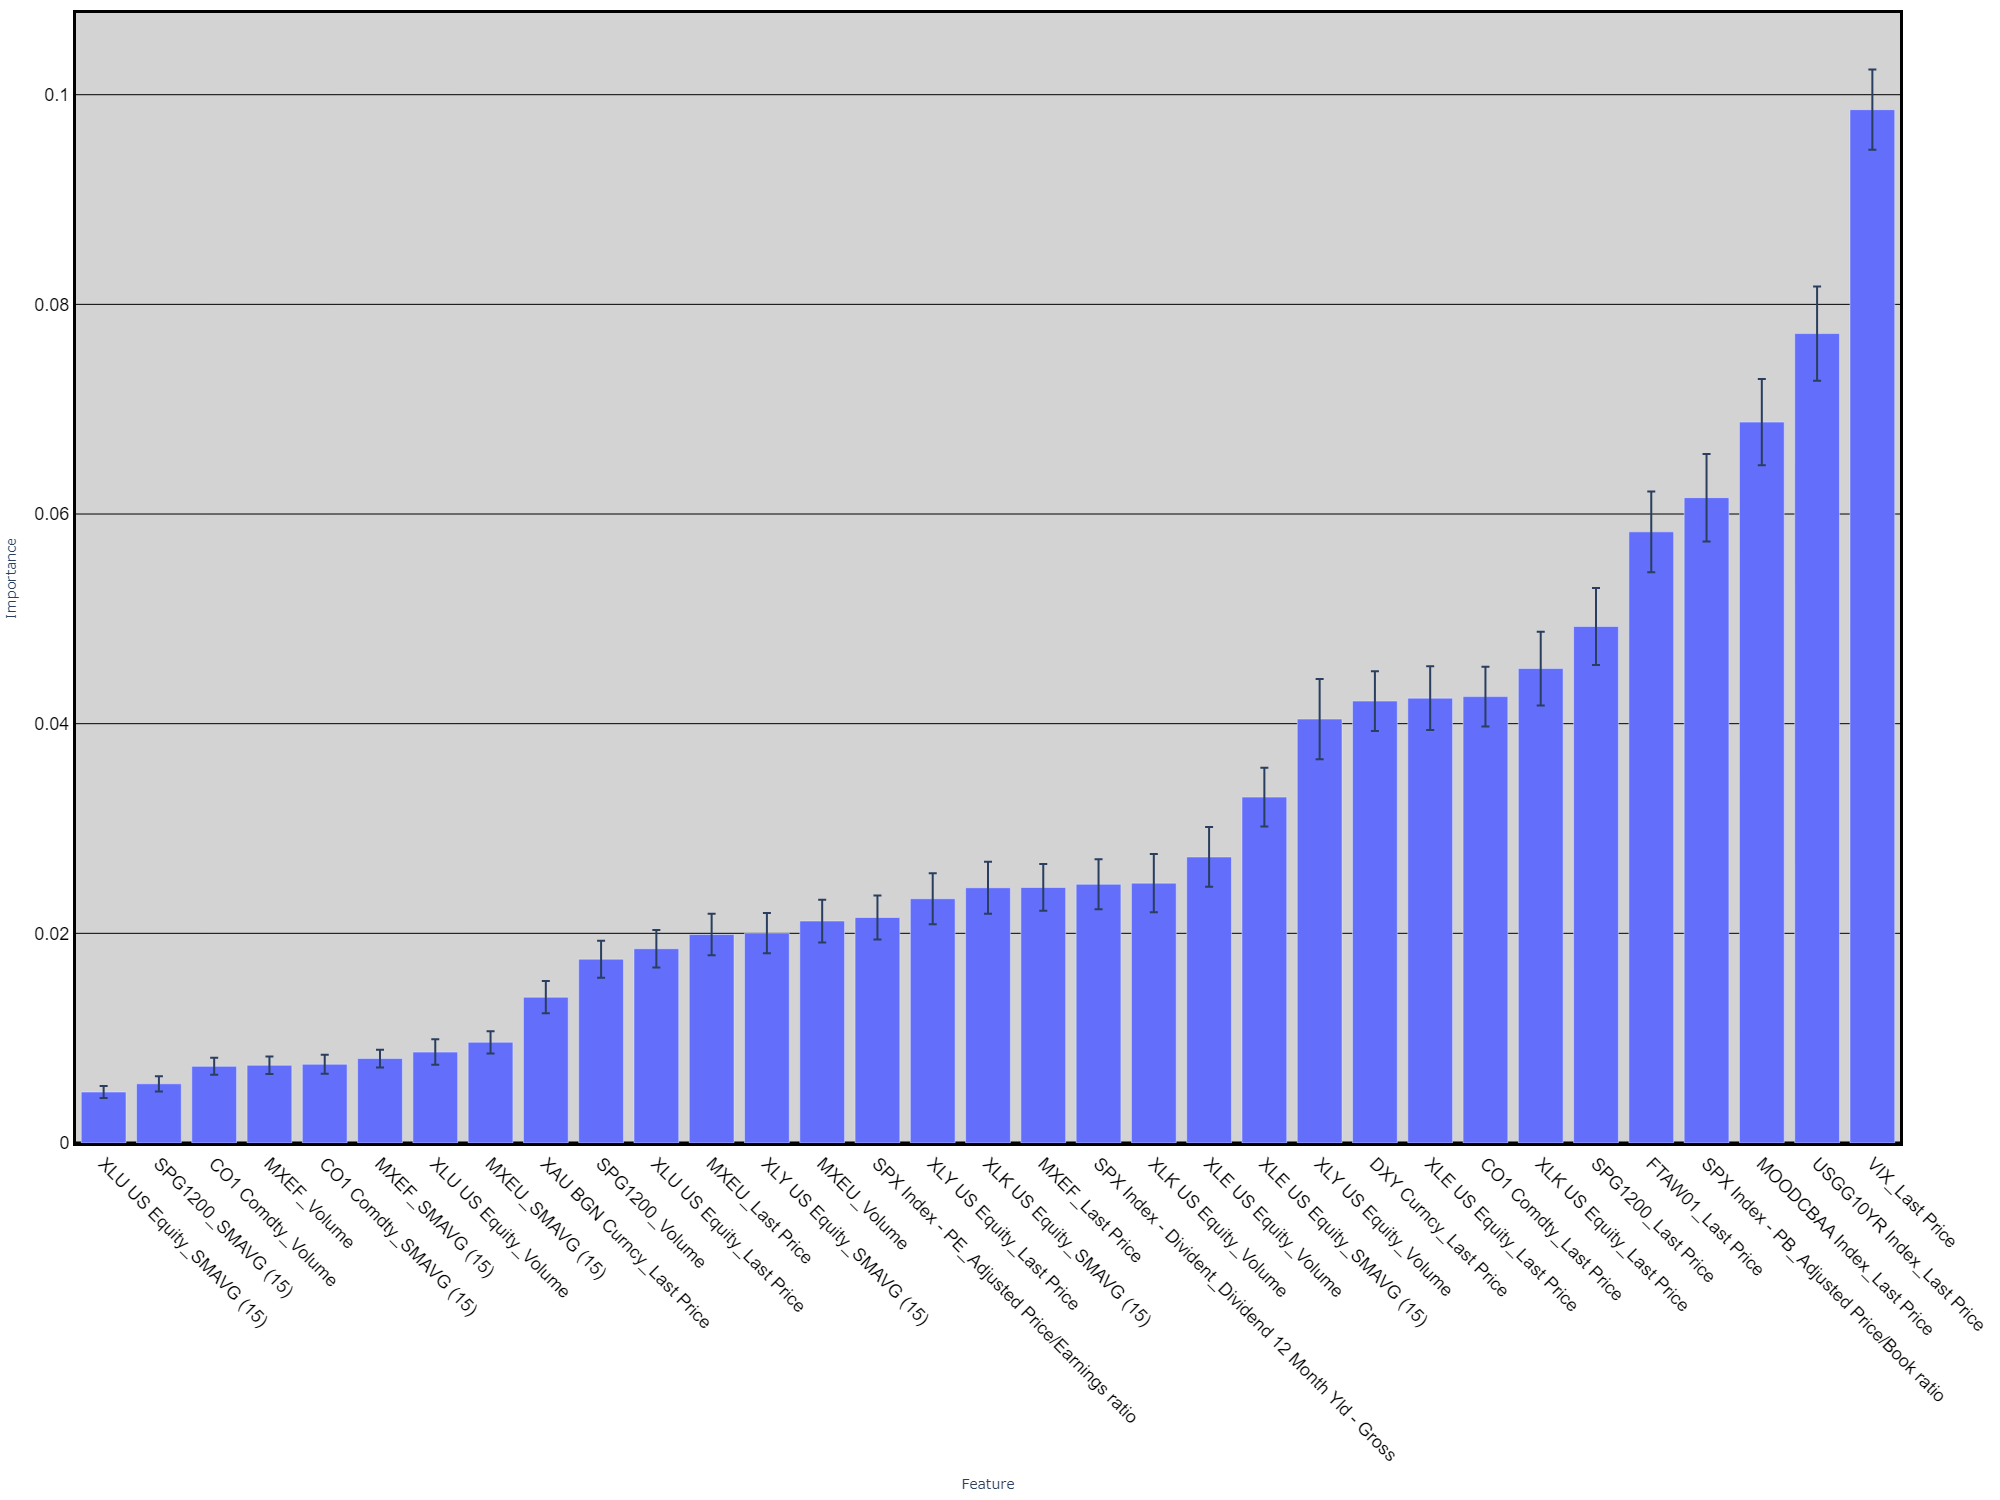 0.1
0.08
0.06
0.04
0.02
0
Importance
XLU US Equity_SMAVG (15)
SPG1200_SMAVG (15)
CO1 Comdty_Volume
MXEF_Volume
CO1 Comdty_SMAVG (15)
MXEF_SMAVG (15)
XLU US Equity_Volume
MXEU_SMAVG (15)
XAU BGN Curncy_Last Price
SPG1200_Volume
XLU US Equity_Last Price
MXEU_Last Price
XLY US Equity_SMAVG (15)
MXEU_Volume
SPX Index - PE_Adjusted Price/Earnings ratio
XLY US Equity_Last Price
XLK US Equity_SMAVG (15)
MXEF_Last Price
SPX Index - Divident_Dividend 12 Month Yld - Gross
XLK US Equity_Volume
XLE US Equity_Volume
XLE US Equity_SMAVG (15)
XLY US Equity_Volume
DXY Curncy_Last Price
XLE US Equity_Last Price
CO1 Comdty_Last Price
XLK US Equity_Last Price
SPG1200_Last Price
FTAW01_Last Price
SPX Index - PB_Adjusted Price/Book ratio
MOODCBAA Index_Last Price
USGG10YR Index_Last Price
VIX_Last Price
Feature